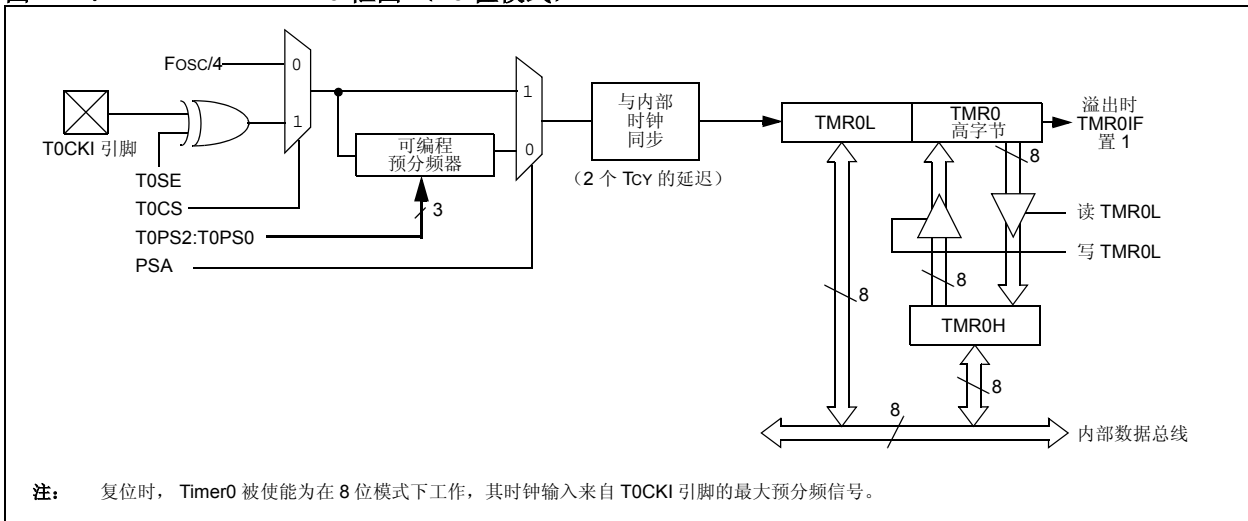 FOSC/4
0
1
T0CKI 引脚
T0SE
T0CS
T0PS2:T0PS0
PSA
可编程
预分频器
3
1
0
与内部
时钟
同步
（2 个 TCY 的延迟）
TMR0L
TMR0
高字节
溢出时
TMR0IF
置 1
8
读 TMR0L
写 TMR0L
8
8
TMR0H
8
8
内部数据总线
注： 复位时， Timer0 被使能为在 8 位模式下工作，其时钟输入来自 T0CKI 引脚的最大预分频信号。